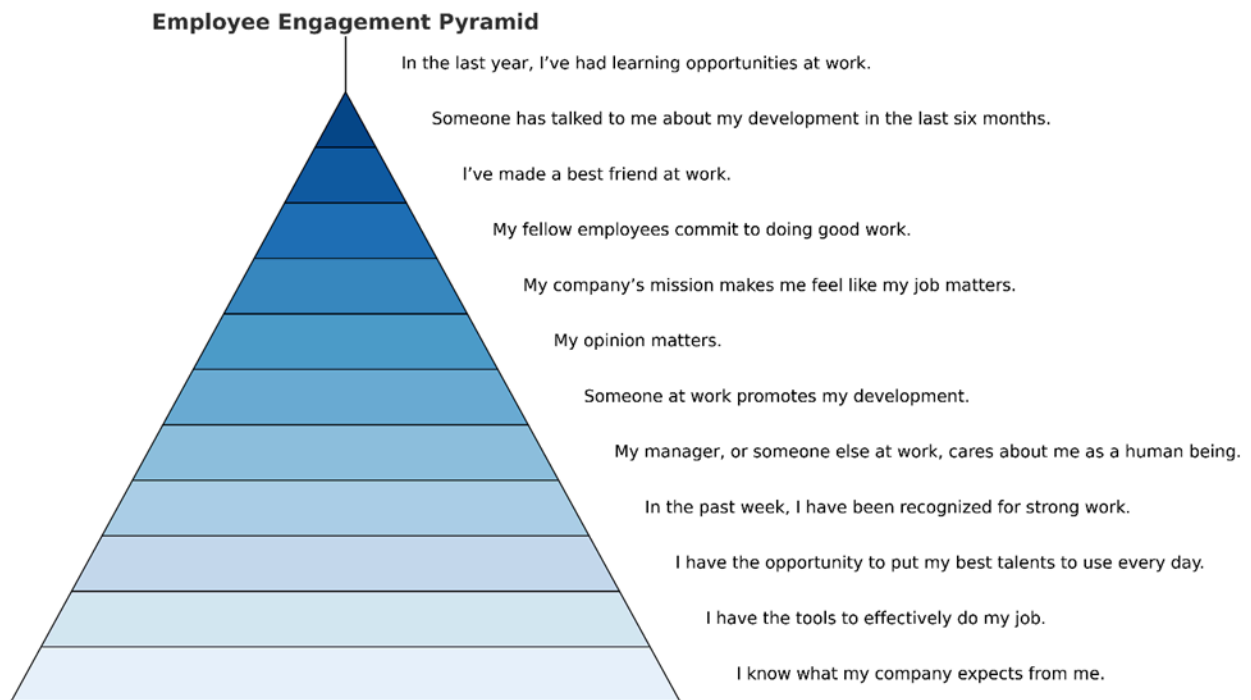 Employee Engagement Pyramid
In the last year, I’ve had learning opportunities at work.
Someone has talked to me about my development in the last six months.
I’ve made a best friend at work.
My fellow employees commit to doing good work.
My company’s mission makes me feel like my job matters.
My opinion matters.
Someone at work promotes my development.
My manager, or someone else at work, cares about me as a human being.
In the past week, I have been recognized for strong work.
I have the opportunity to put my best talents to use every day.
I have the tools to effectively do my job.
I know what my company expects from me.